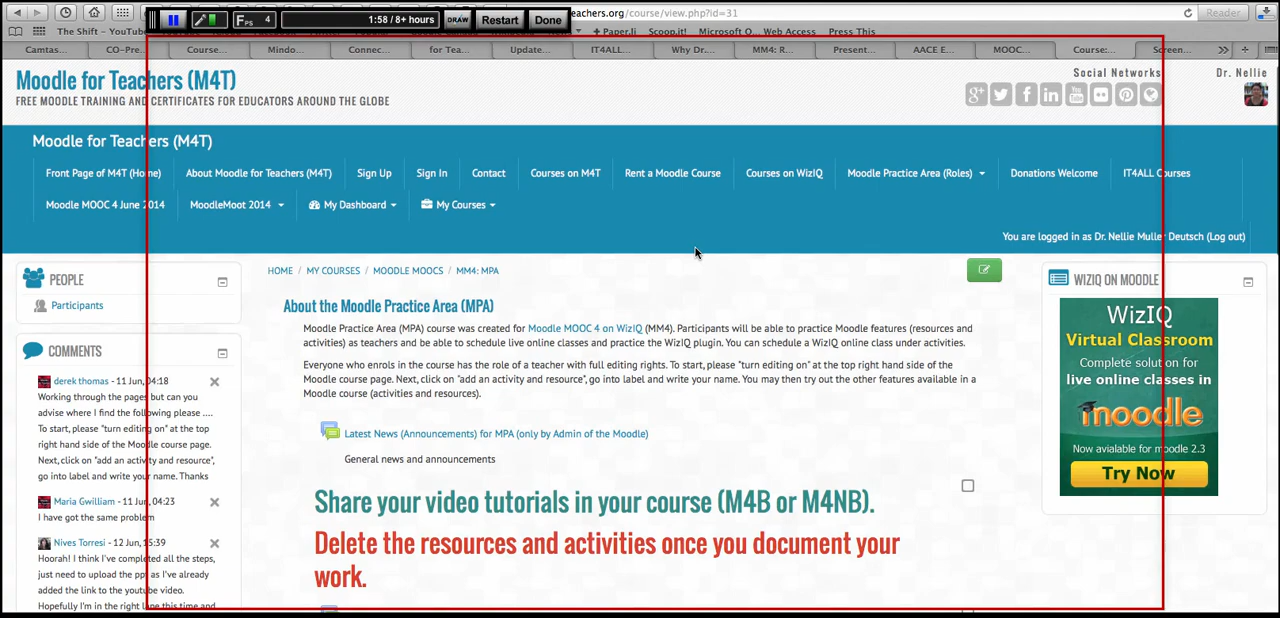 FPS 4
1:58 / 8+ hours
DRAW
Restart
Done
eachers.org/course/view.php?id=31
Reader
The Shift - YouTube
Paper.li
Scoop.it!
Microsoft O... Web Access
Press This
Camtas...
CO-Pre...
Course...
Mindo...
Connec...
for Tea...
Update...
IT4ALL...
Why Dr....
MM4: R...
Present...
AACE E...
MOOC...
Course:...
Screen...
Moodle for Teachers (M4T)
FREE MOODLE TRAINING AND CERTIFICATES FOR EDUCATORS AROUND THE GLOBE
Social Networks
Dr. Nellie
Moodle for Teachers (M4T)
Front Page of M4T (Home)
About Moodle for Teachers (M4T)
Sign Up
Sign In
Contact
Courses on M4T
Rent a Moodle Course
Courses on WizIQ
Moodle Practice Area (Roles)
Donations Welcome
IT4ALL Courses
Moodle MOOC 4 June 2014
MoodleMoot 2014
My Dashboard
My Courses
You are logged in as Dr. Nellie Muller Deutsch (Log out)
PEOPLE
Participants
COMMENTS
derek thomas - 11 Jun, 04:18
Working through the pages but can you
advise where I find the following please ....
To start, please "turn editing on" at the top
right hand side of the Moodle course page.
Next, click on "add an activity and resource",
go into label and write your name. Thanks
Maria Gwilliam - 11 Jun, 04:23
I have got the same problem
Nives Torresi - 12 Jun, 15:39
Hoorah! I think I've completed all the steps,
just need to upload the ppt as I've already
added the link to the youtube video.
Hopefully I'm in the right lane this time and
HOME / MY COURSES / MOODLE MOOCS / MM4: MPA
About the Moodle Practice Area (MPA)
Moodle Practice Area (MPA) course was created for Moodle MOOC 4 on WizIQ (MM4). Participants will be able to practice Moodle features (resources and
activities) as teachers and be able to schedule live online classes and practice the WizIQ plugin. You can schedule a WizIQ online class under activities.
Everyone who enrols in the course has the role of a teacher with full editing rights. To start, please "turn editing on" at the top right hand side of the
Moodle course page. Next, click on "add an activity and resource", go into label and write your name. You may then try out the other features available in a
Moodle course (activities and resources).
Latest News (Announcements) for MPA (only by Admin of the Moodle)
General news and announcements
Share your video tutorials in your course (M4B or M4NB).
Delete the resources and activities once you document your
work.
WIZIQ ON MOODLE
WizIQ
Virtual Classroom
Complete solution for
live online classes in
moodle
Now avialable for moodle 2.3
Try Now